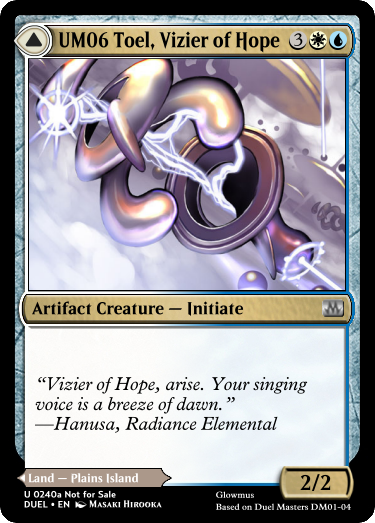 UM06 Toel, Vizier of Hope 3
Artifact Creature — Initiate
“Vizier of Hope, arise. Your singing
voice is a breeze of dawn.”
—Hanusa, Radiance Elemental
Land — Plains Island
2/2
U 0240a Not for Sale
DUEL • EN Masaki Hirooka
Glowmus
Based on Duel Masters DM01-04